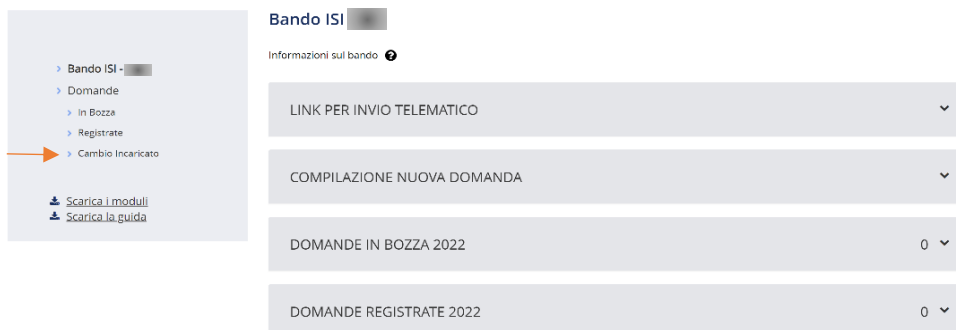 Bando ISI -
Domande
In Bozza
Registrate
Cambio Incaricato
Scarica i moduli
Scarica la guida
Bando ISI
Informazioni sul bando ?
LINK PER INVIO TELEMATICO
COMPILAZIONE NUOVA DOMANDA
DOMANDE IN BOZZA 2022 0
DOMANDE REGISTRATE 2022 0